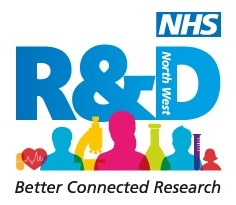 NHS
R&D
North West
Better Connected Research